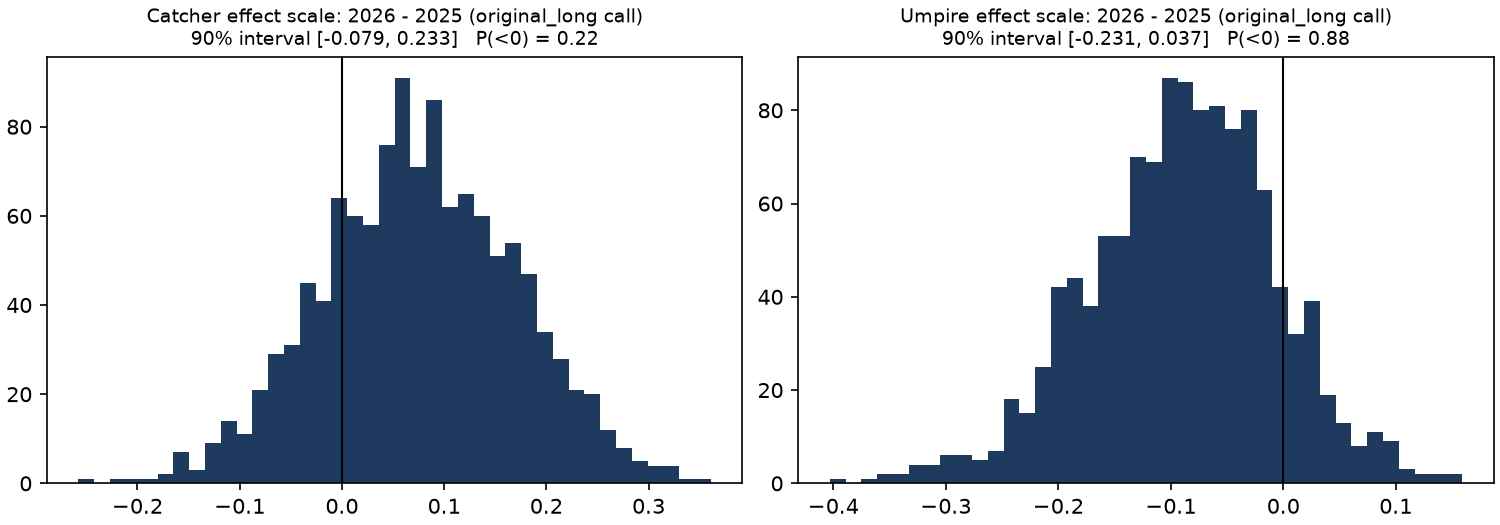 Catcher effect scale: 2026 - 2025 (original_long call)
90% interval [-0.079, 0.233]   P(<0) = 0.22
80
60
40
20
0
−0.2 −0.1 0.0 0.1 0.2 0.3
Umpire effect scale: 2026 - 2025 (original_long call)
90% interval [-0.231, 0.037]   P(<0) = 0.88
80
60
40
20
0
−0.4 −0.3 −0.2 −0.1 0.0 0.1